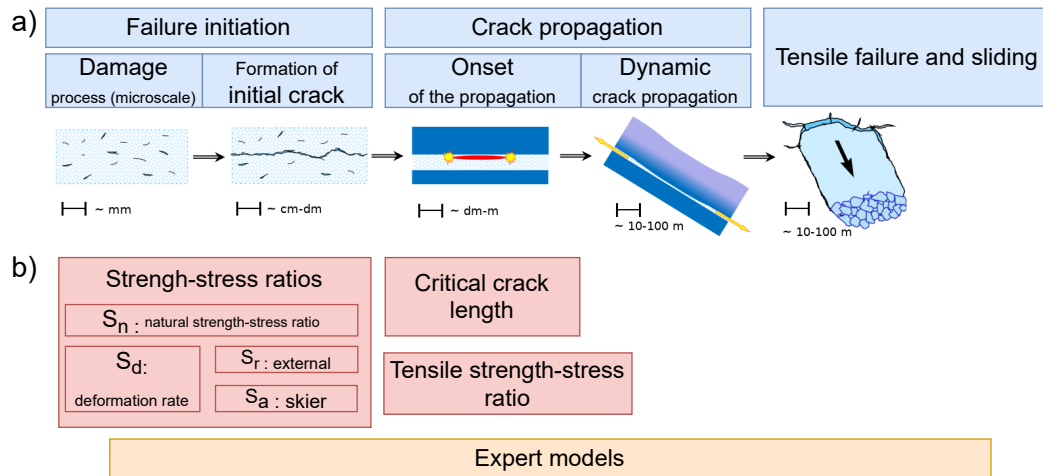 a)
Failure initiation
Crack propagation
Tensile failure and sliding
Damage
process (microscale)
Formation of
initial crack
Onset
of the propagation
Dynamic
crack propagation
~ mm
~ cm-dm
~ dm-m
~ 10-100 m
~ 10-100 m
b)
Strengh-stress ratios
Sn : natural strength-stress ratio
Sd:
deformation rate
Sr : external
Sa : skier
Critical crack
length
Tensile strength-stress
ratio
Expert models